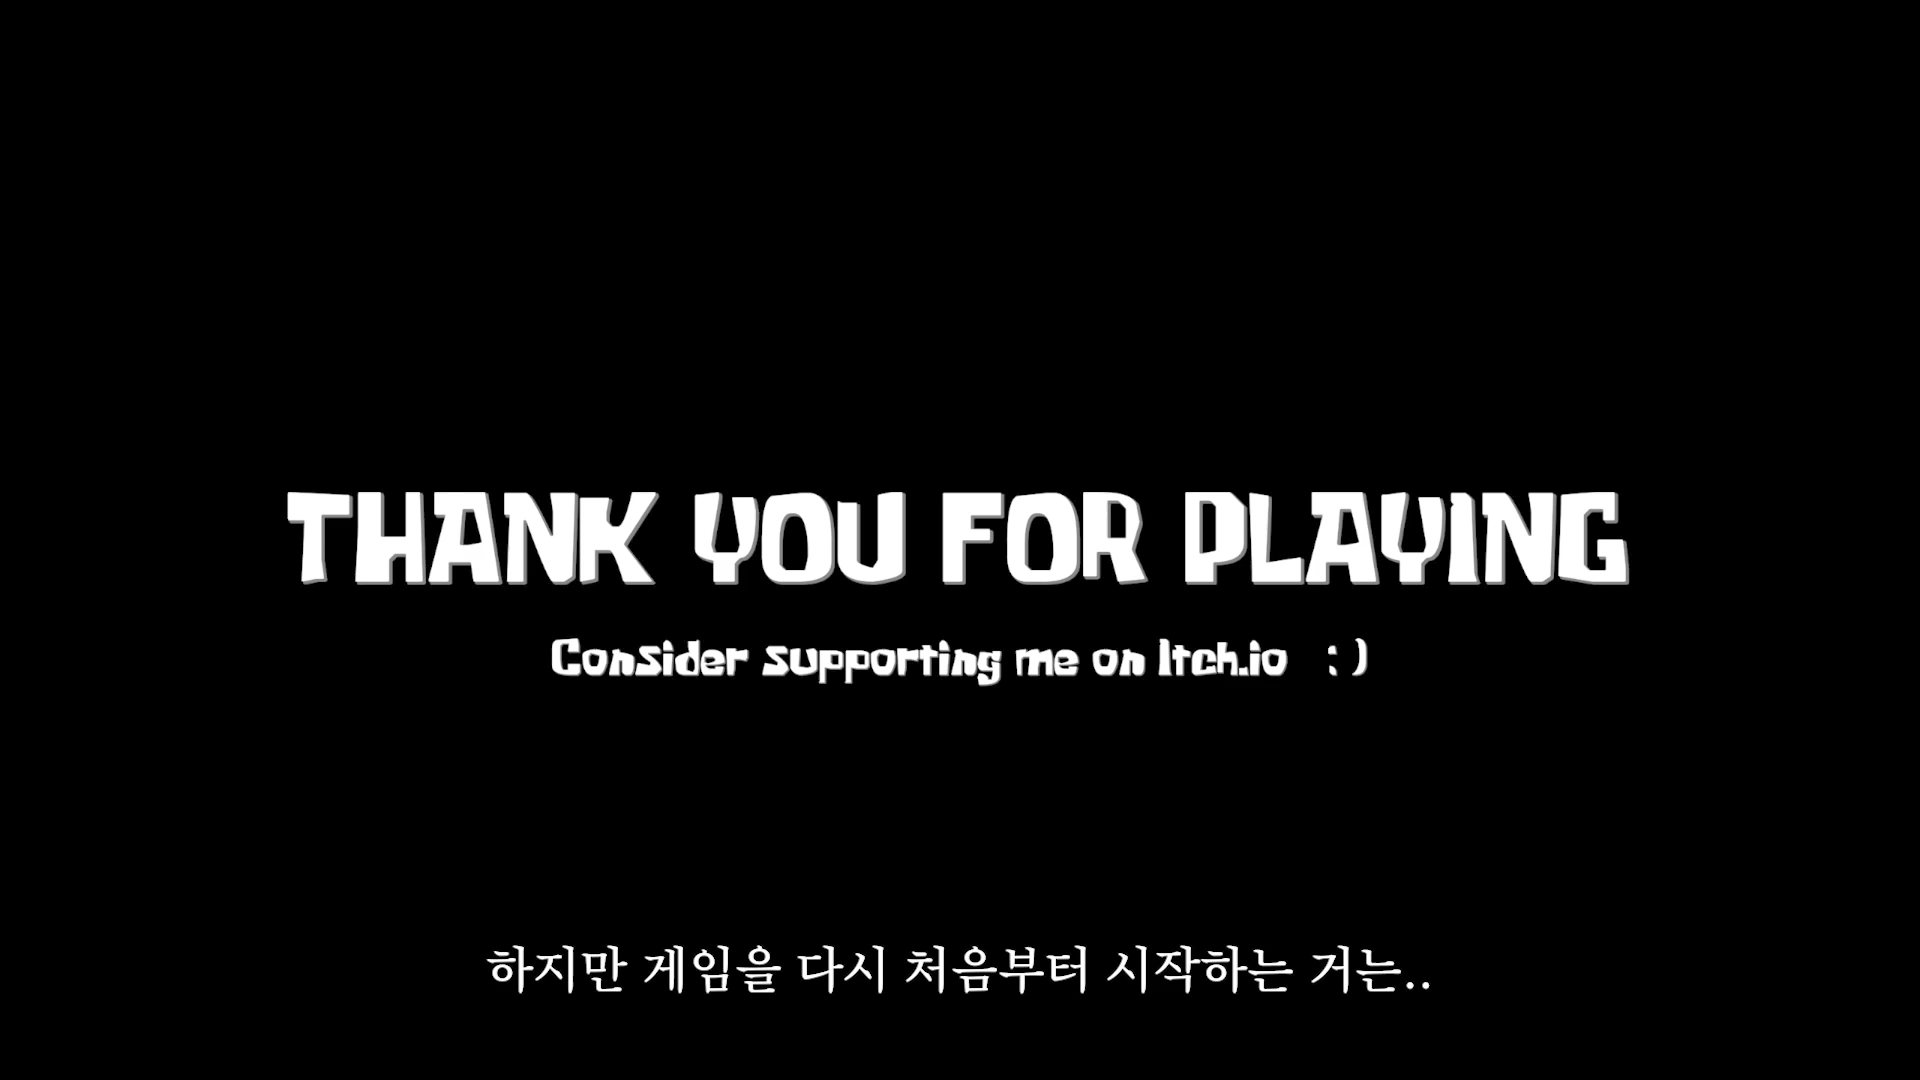 THANK YOU FOR PLAYING
Consider supporting me on Itch.io :)
하지만 게임을 다시 처음부터 시작하는 거는..